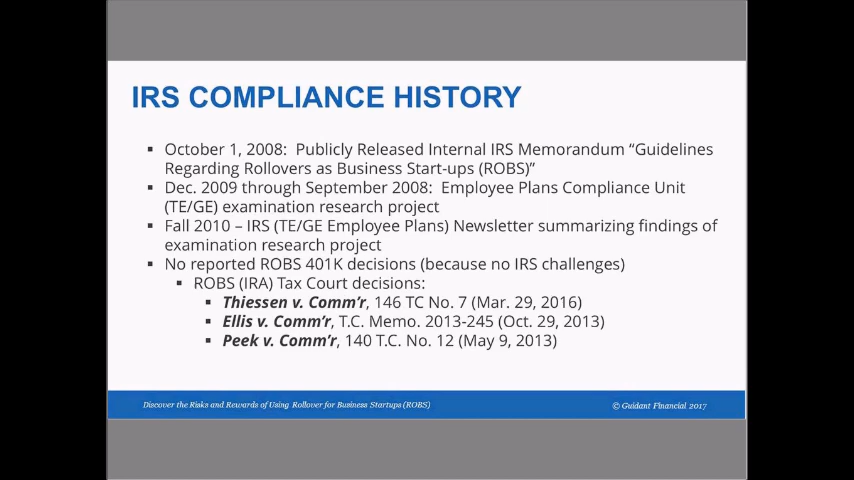 IRS COMPLIANCE HISTORY
▪ October 1, 2008:  Publicly Released Internal IRS Memorandum “Guidelines
Regarding Rollovers as Business Start-ups (ROBS)”
▪ Dec. 2009 through September 2008:  Employee Plans Compliance Unit
(TE/GE) examination research project
▪ Fall 2010 – IRS (TE/GE Employee Plans) Newsletter summarizing findings of
examination research project
▪ No reported ROBS 401K decisions (because no IRS challenges)
▪ ROBS (IRA) Tax Court decisions:
▪ Thiessen v. Comm’r, 146 TC No. 7 (Mar. 29, 2016)
▪ Ellis v. Comm’r, T.C. Memo. 2013-245 (Oct. 29, 2013)
▪ Peek v. Comm’r, 140 T.C. No. 12 (May 9, 2013)
Discover the Risks and Rewards of Using Rollover for Business Startups (ROBS)
© Guidant Financial 2017